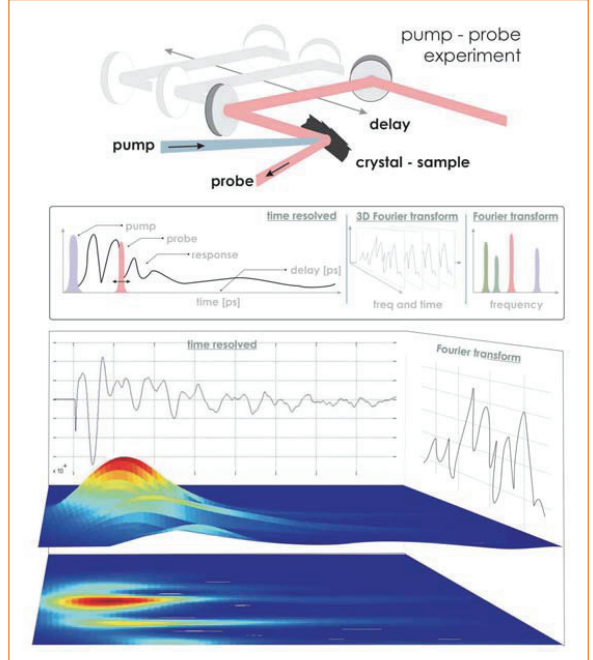 pump - probe
experiment
delay
pump
crystal - sample
probe
time resolved
3D Fourier transform
Fourier transform
pump
probe
response
delay [ps]
time [ps]
freq and time
frequency
time resolved
Fourier transform